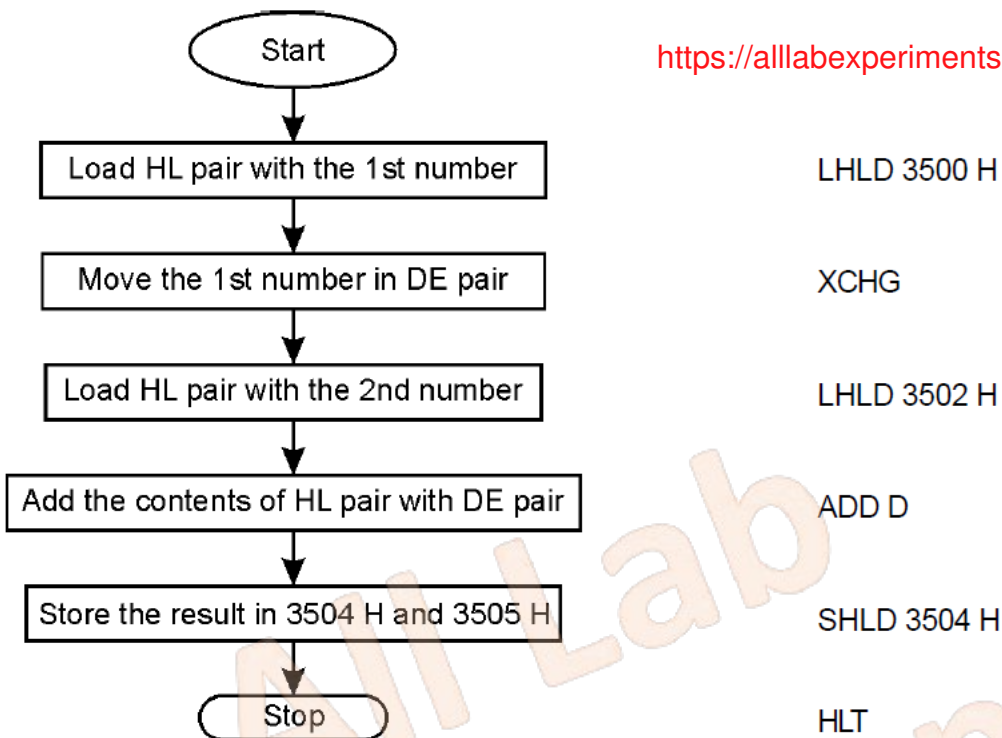 Start
https://alllabexperiments
Load HL pair with the 1st number
LHLD 3500 H
Move the 1st number in DE pair
XCHG
Load HL pair with the 2nd number
LHLD 3502 H
Add the contents of HL pair with DE pair
ADD D
Store the result in 3504 H and 3505 H
SHLD 3504 H
Stop
HLT
All Lab